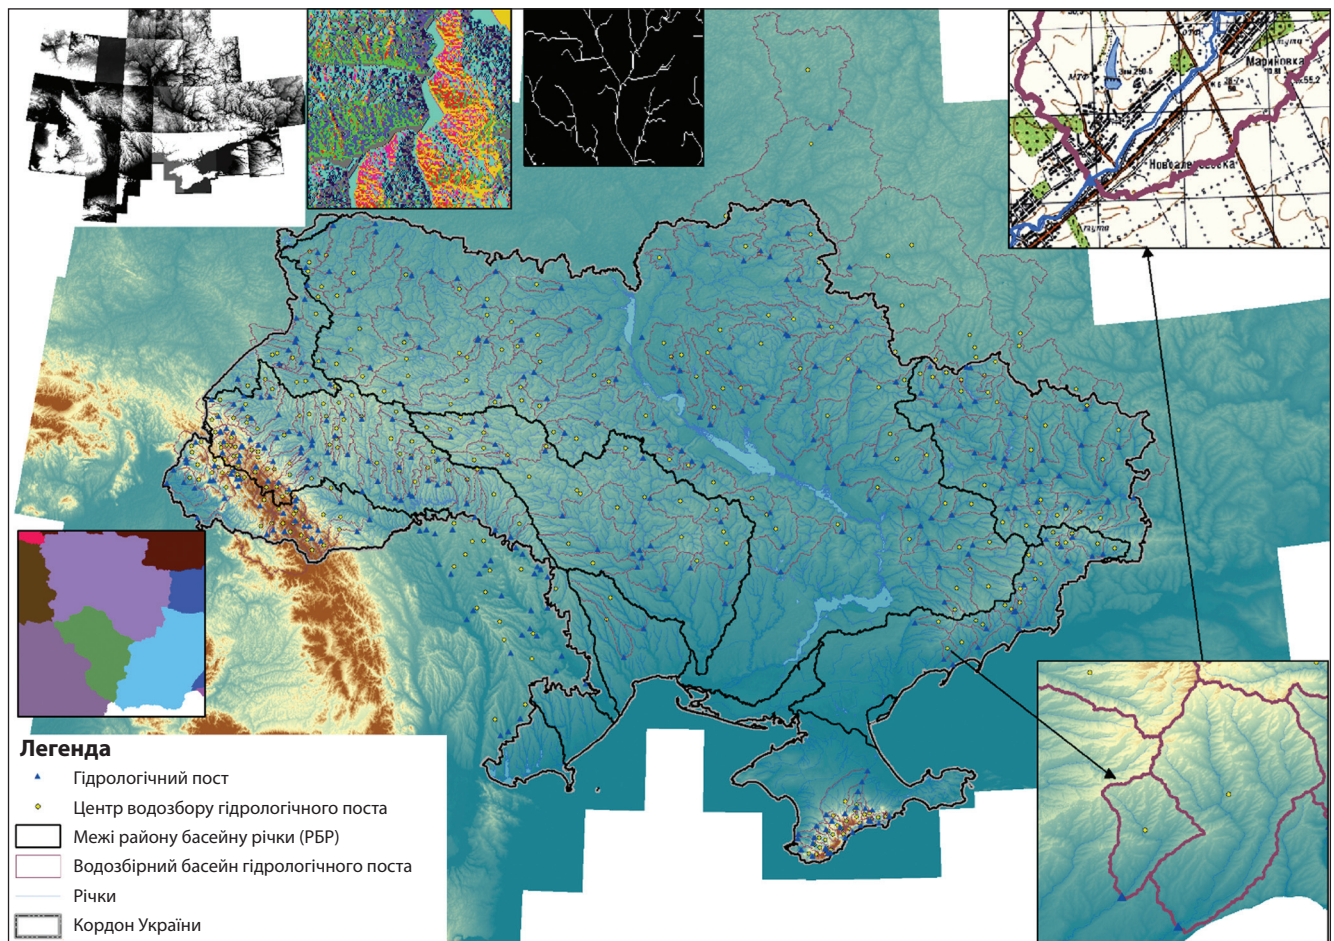 Мариновка
Новоалексеевка
Легенда
Гідрологічний пост
Центр водозбору гідрологічного поста
Межі району басейну річки (РБР)
Водозбірний басейн гідрологічного поста
Річки
Кордон України